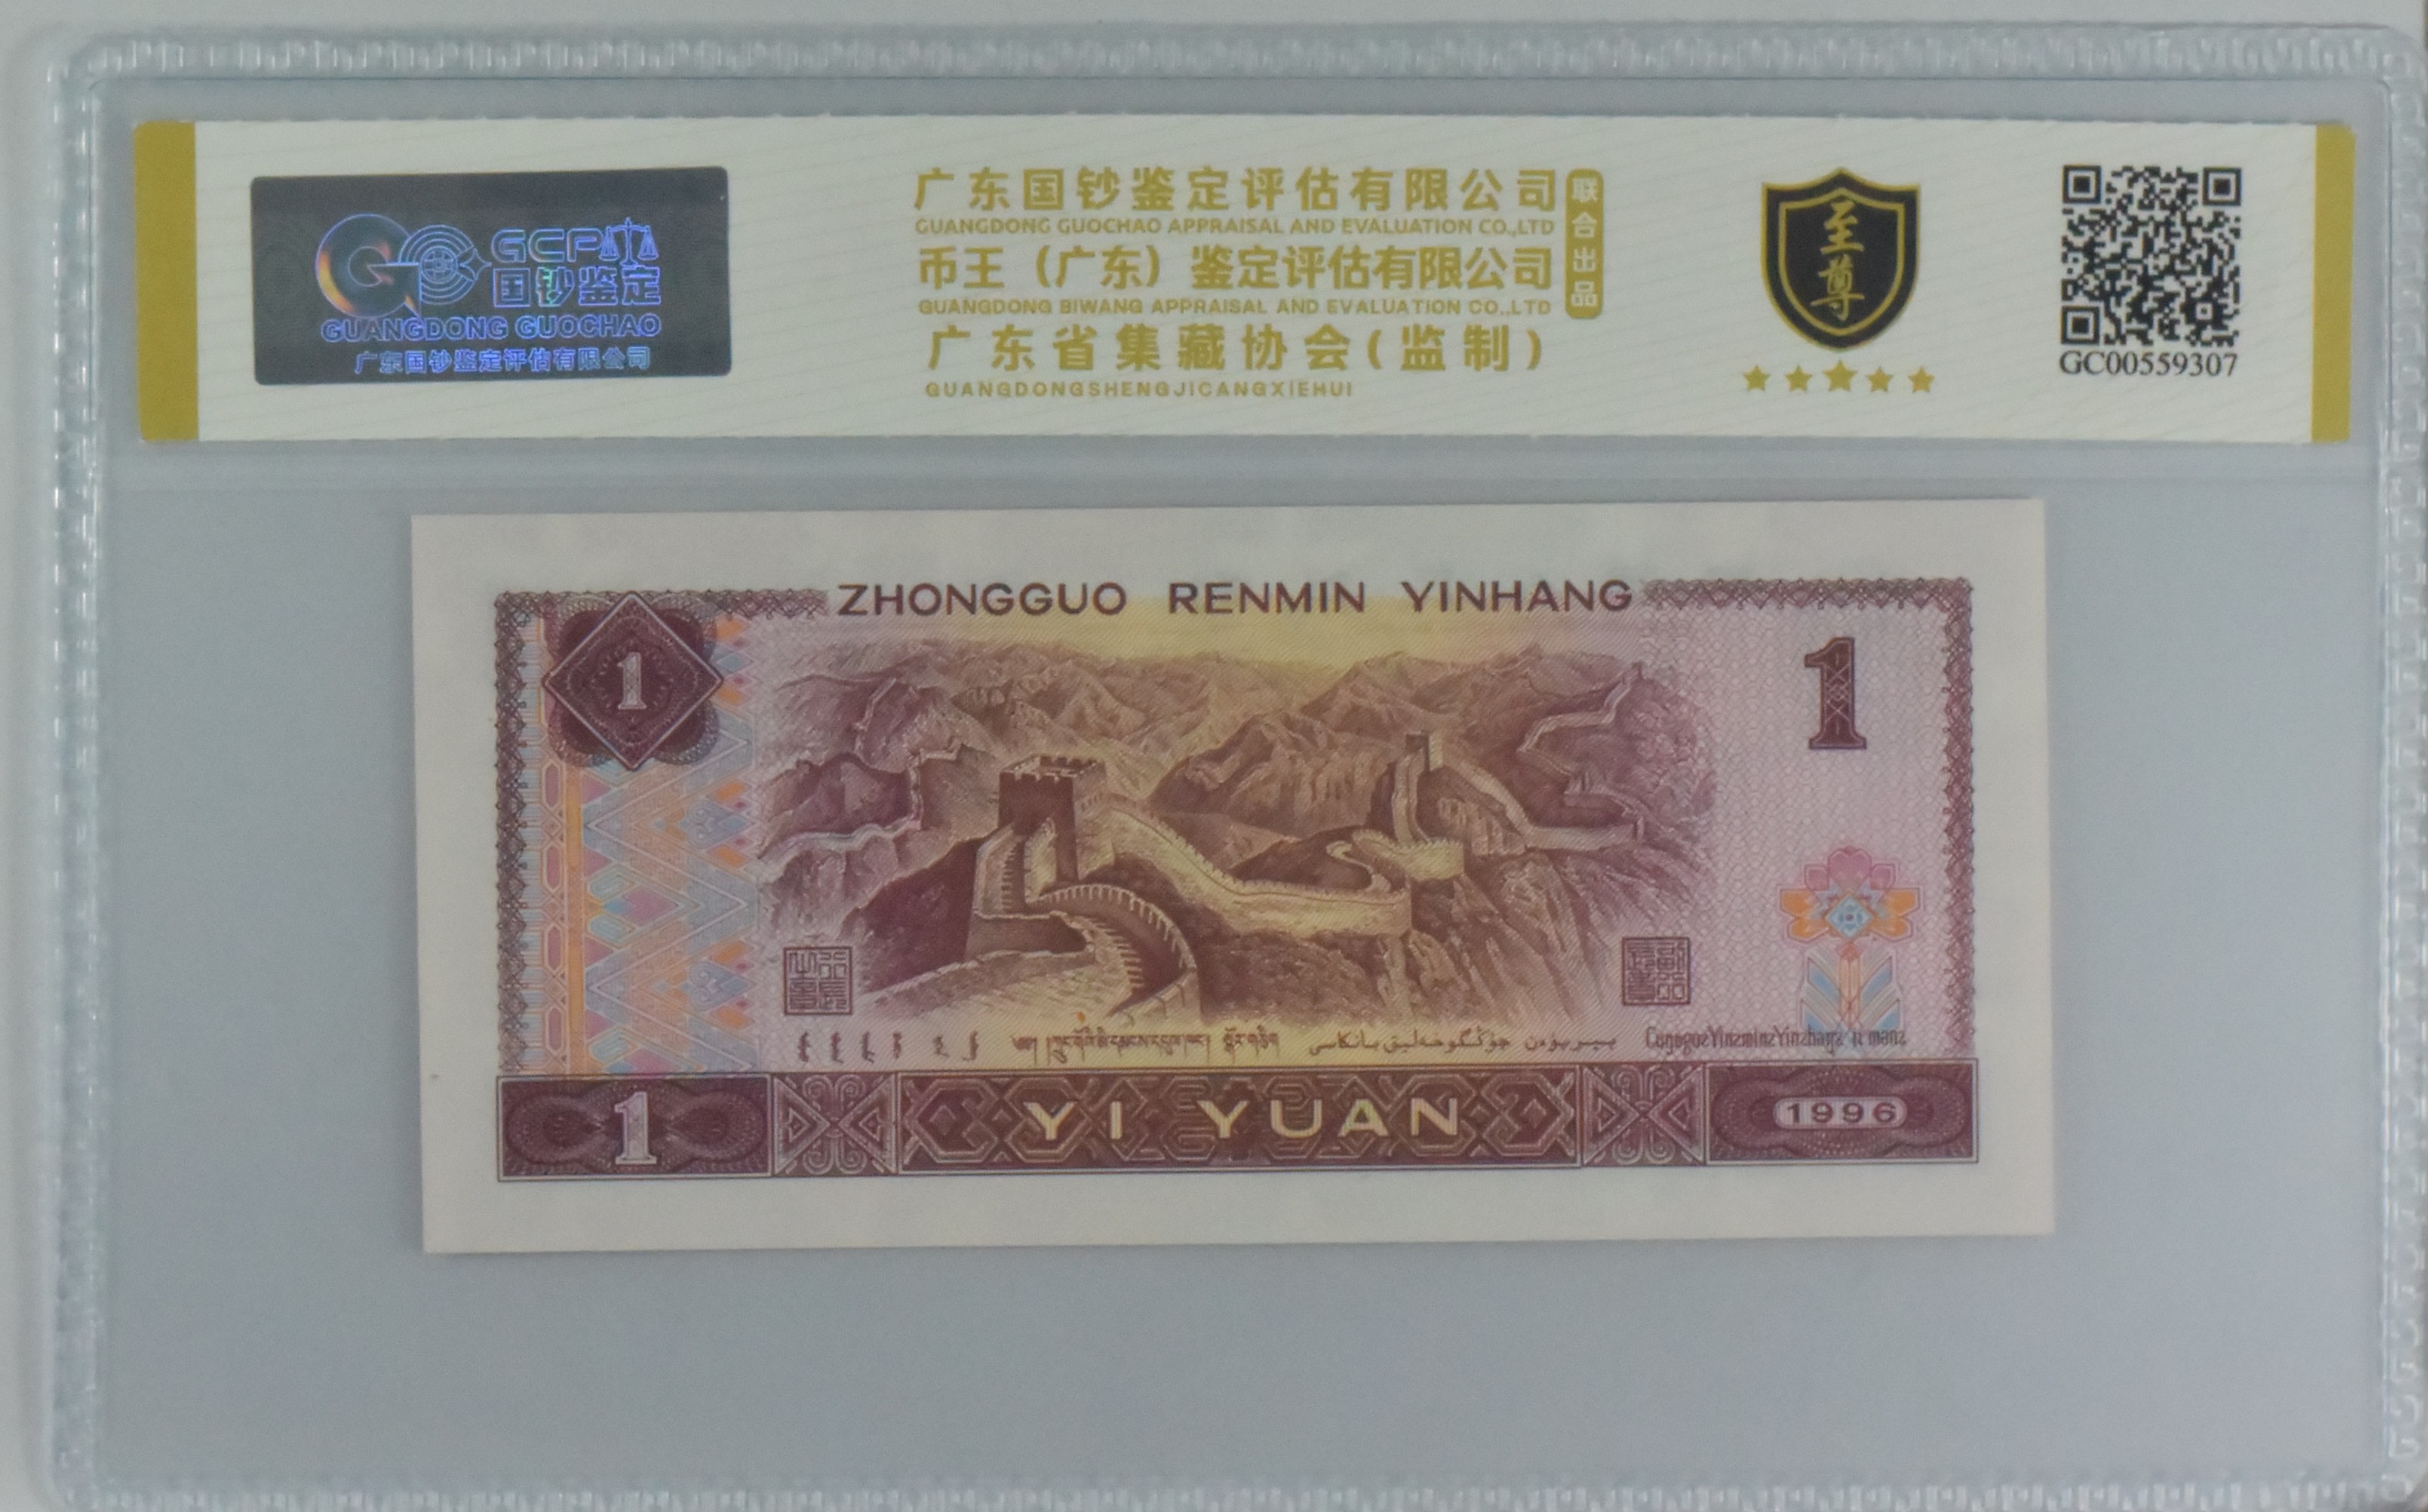 GCP
国钞鉴定
GUANGDONG GUOCHAO
广东国钞鉴定评估有限公司
广东国钞鉴定评估有限公司
GUANGDONG GUOCHAO APPRAISAL AND EVALUATION CO.,LTD
币王（广东）鉴定评估有限公司
GUANGDONG BIWANG APPRAISAL AND EVALUATION CO.,LTD
广东省集藏协会(监制)
GUANGDONGSHENGJICANGXIEHUI
联合出品
至尊
GC00559307
ZHONGGUO RENMIN YINHANG
1
1
1
YI YUAN
1996